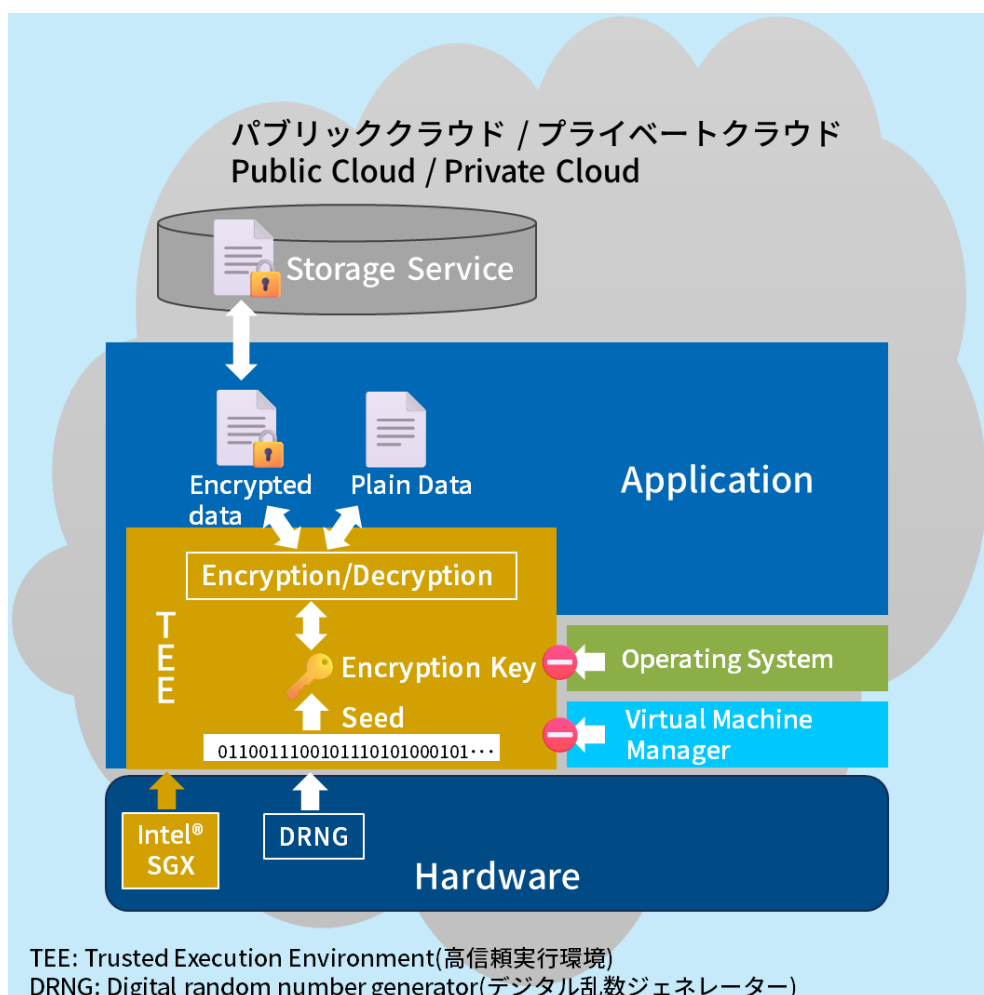 パブリッククラウド / プライベートクラウド
Public Cloud / Private Cloud
Storage Service
Encrypted
data
Plain Data
Application
Encryption/Decryption
TEE
Encryption Key
Operating System
Seed
Virtual Machine
Manager
0110011100101110101000101···
Intel®
SGX
DRNG
Hardware
TEE: Trusted Execution Environment(高信頼実行環境)
DRNG: Digital random number generator(デジタル乱数ジェネレーター)